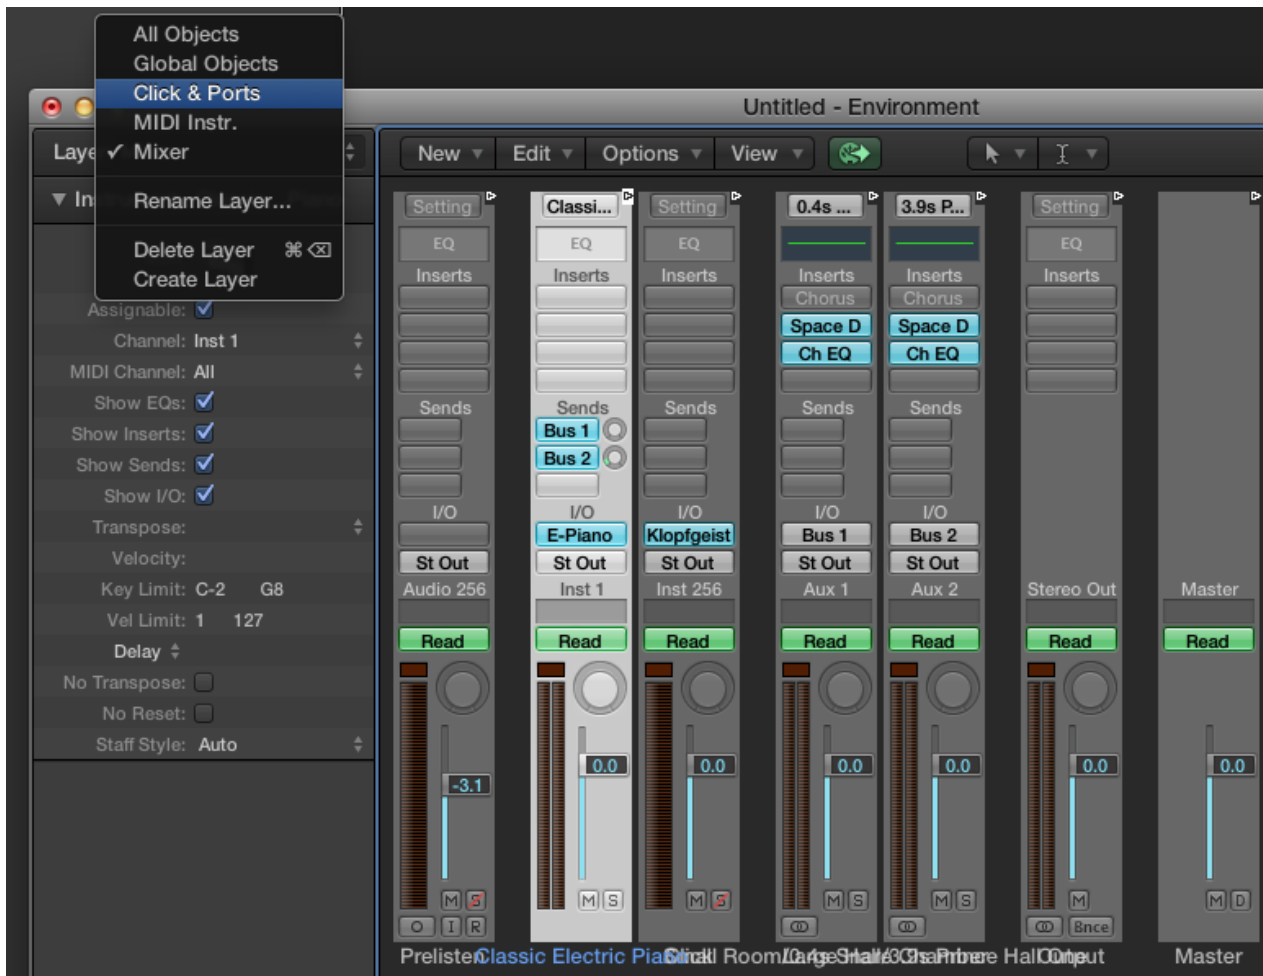 All Objects
Global Objects
Click & Ports
MIDI Instr.
✓ Mixer
Rename Layer...
Delete Layer ⌘⌫
Create Layer
Untitled - Environment
New Edit Options View
Assignable:
Channel: Inst 1
MIDI Channel: All
Show EQs:
Show Inserts:
Show Sends:
Show I/O:
Transpose:
Velocity:
Key Limit: C-2 G8
Vel Limit: 1 127
Delay
No Transpose:
No Reset:
Staff Style: Auto
Setting Classi... Setting 0.4s ... 3.9s P... Setting
EQ EQ EQ EQ
Inserts Inserts Inserts Inserts Inserts Inserts
Chorus Chorus
Space D Space D
Ch EQ Ch EQ
Sends Sends Sends Sends Sends
Bus 1
Bus 2
I/O I/O I/O I/O I/O
E-Piano Klopfgeist Bus 1 Bus 2
St Out St Out St Out St Out St Out
Audio 256 Inst 1 Inst 256 Aux 1 Aux 2 Stereo Out Master
Read Read Read Read Read Read Read
0.0 0.0 0.0 0.0 0.0 0.0
-3.1
M S M S M S M S M S M M D
I R Bnce
Prelisten Classic Electric Master